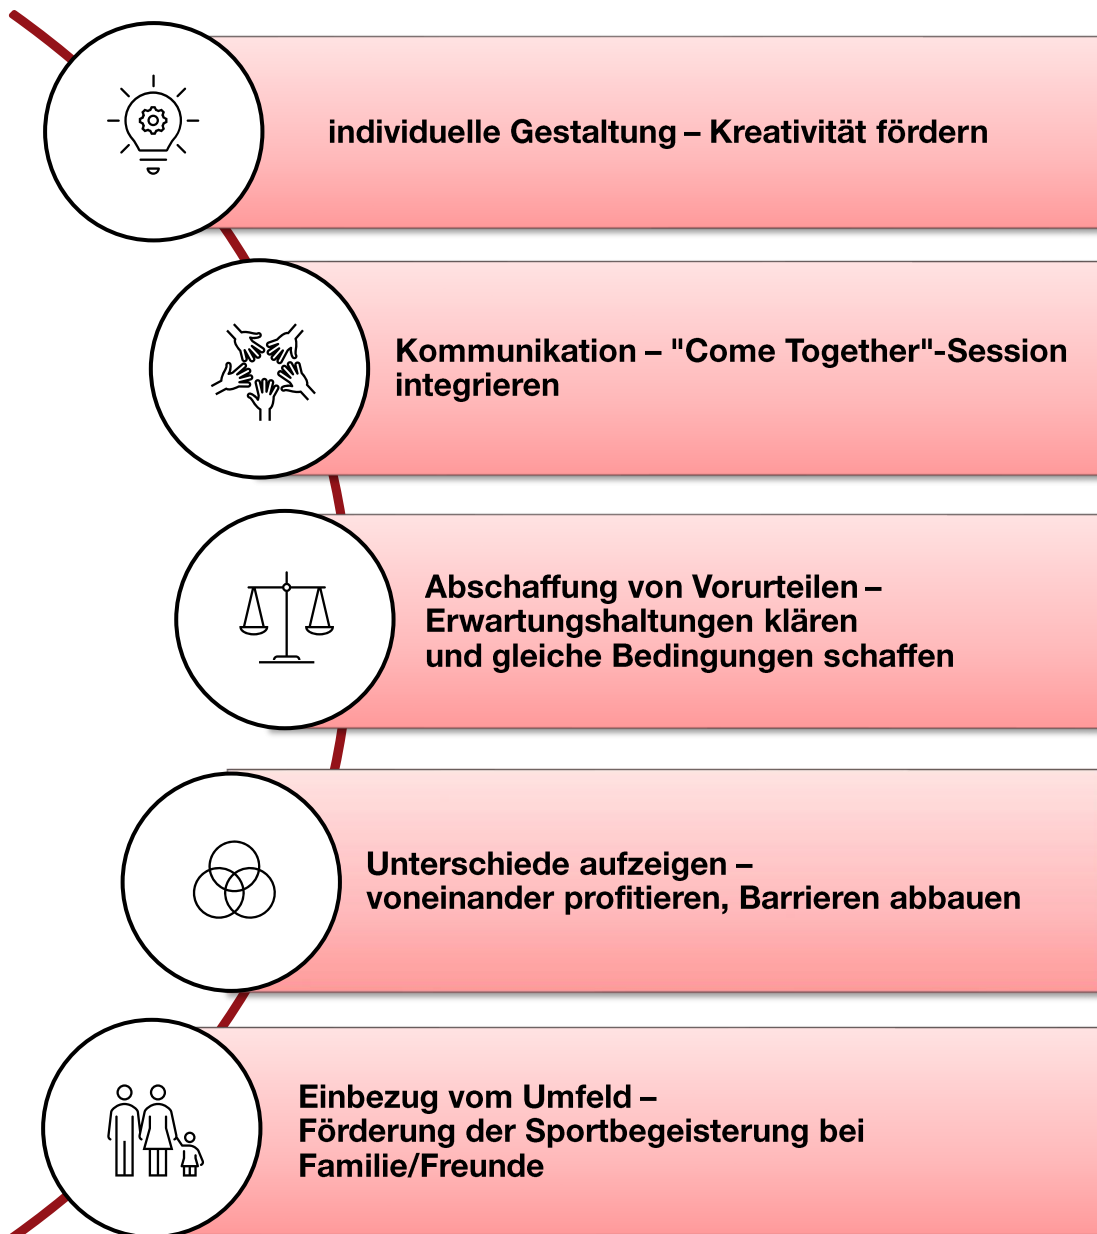 individuelle Gestaltung – Kreativität fördern
Kommunikation – "Come Together"-Session
integrieren
Abschaffung von Vorurteilen –
Erwartungshaltungen klären
und gleiche Bedingungen schaffen
Unterschiede aufzeigen –
voneinander profitieren, Barrieren abbauen
Einbezug vom Umfeld –
Förderung der Sportbegeisterung bei
Familie/Freunde